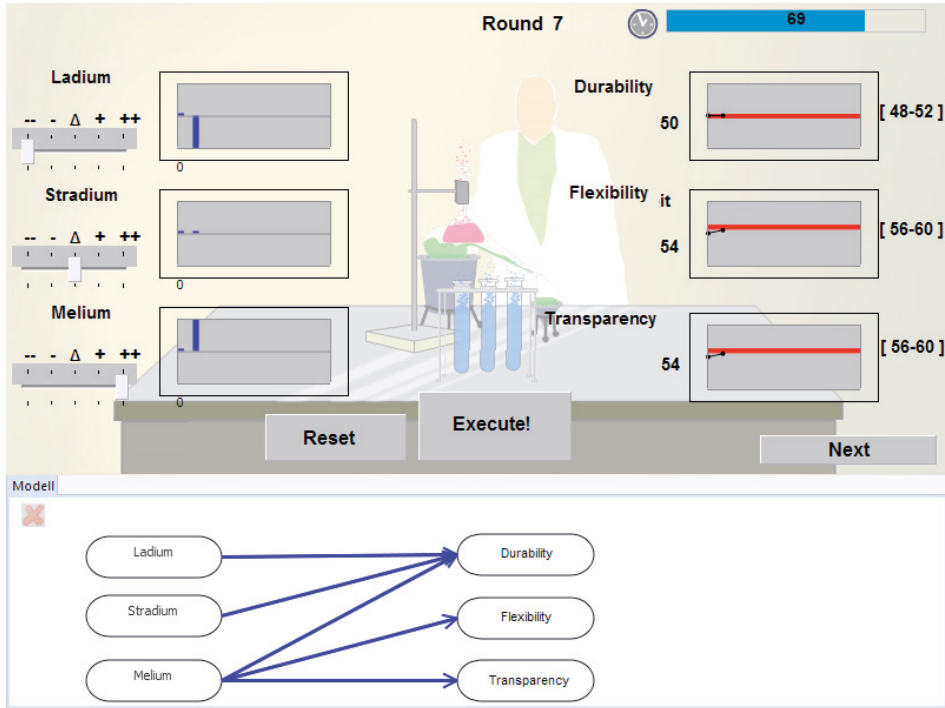 Round 7
69
Ladium
-- - Δ + ++
0
Stradium
-- - Δ + ++
0
Melium
-- - Δ + ++
0
Durability
50
[ 48-52 ]
Flexibility
it
54
[ 56-60 ]
Transparency
54
[ 56-60 ]
Reset
Execute!
Next
Modell
Ladium
Durability
Stradium
Flexibility
Melium
Transparency